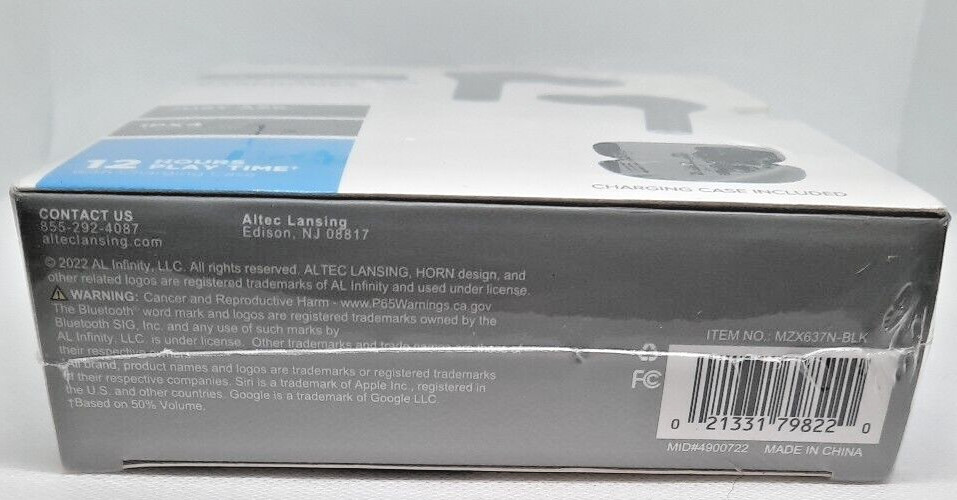 IPX4
12 HOURS
PLAY TIME†
CHARGING CASE INCLUDED
CONTACT US
855-292-4087
alteclansing.com
Altec Lansing
Edison, NJ 08817
© 2022 AL Infinity, LLC. All rights reserved. ALTEC LANSING, HORN design, and
other related logos are registered trademarks of AL Infinity and used under license.
WARNING: Cancer and Reproductive Harm - www.P65Warnings.ca.gov
The Bluetooth® word mark and logos are registered trademarks owned by the
Bluetooth SIG, Inc. and any use of such marks by
AL Infinity, LLC. is under license. Other trademarks and trade names are
their respective
All brand, product names and logos are trademarks or registered trademarks
of their respective companies. Siri is a trademark of Apple Inc., registered in
the U.S. and other countries. Google is a trademark of Google LLC.
†Based on 50% Volume.
ITEM NO.: MZX637N-BLK
FC
0 21331 79822 0
MID#4900722 MADE IN CHINA